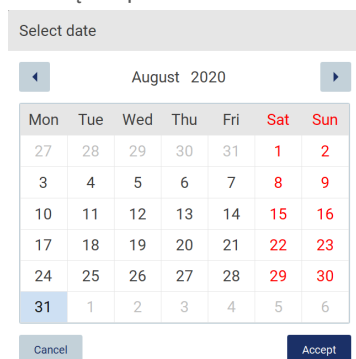 Select date
August 2020
Mon Tue Wed Thu Fri Sat Sun
27 28 29 30 31 1 2
3 4 5 6 7 8 9
10 11 12 13 14 15 16
17 18 19 20 21 22 23
24 25 26 27 28 29 30
31 1 2 3 4 5 6
Cancel Accept